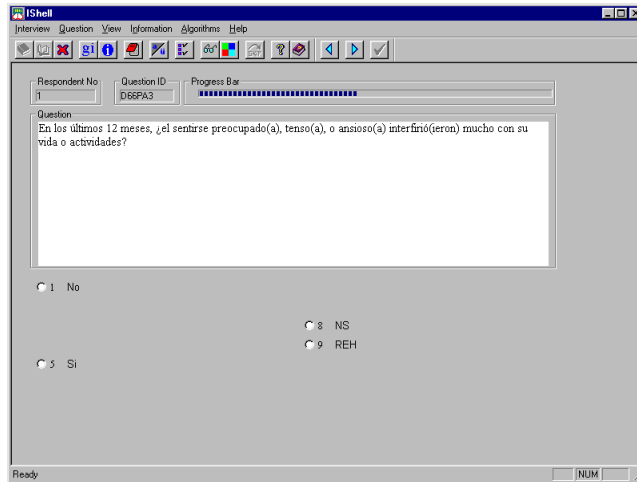 IShell
Interview Question View Information Algorithms Help
gi
Respondent No
Question ID
Progress Bar
1
D66PA3
Question
En los últimos 12 meses, ¿el sentirse preocupado(a), tenso(a), o ansioso(a) interfirió(ieron) mucho con su
vida o actividades?
1 No
8 NS
9 REH
5 Si
Ready
NUM